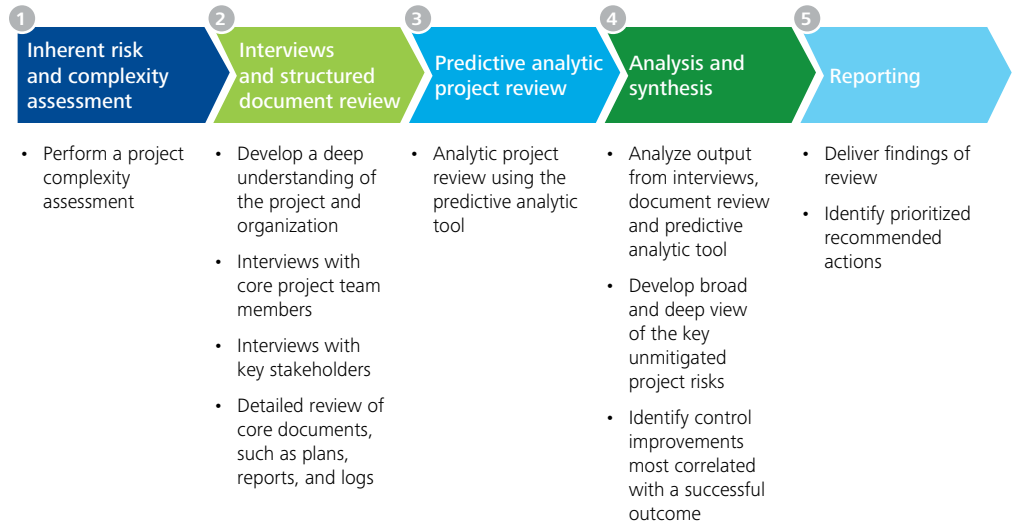 1
Inherent risk
and complexity
assessment
• Perform a project
complexity
assessment
2
Interviews
and structured
document review
• Develop a deep
understanding of
the project and
organization
• Interviews with
core project team
members
• Interviews with
key stakeholders
• Detailed review of
core documents,
such as plans,
reports, and logs
3
Predictive analytic
project review
• Analytic project
review using the
predictive analytic
tool
4
Analysis and
synthesis
• Analyze output
from interviews,
document review
and predictive
analytic tool
• Develop broad
and deep view
of the key
unmitigated
project risks
• Identify control
improvements
most correlated
with a successful
outcome
5
Reporting
• Deliver findings of
review
• Identify prioritized
recommended
actions